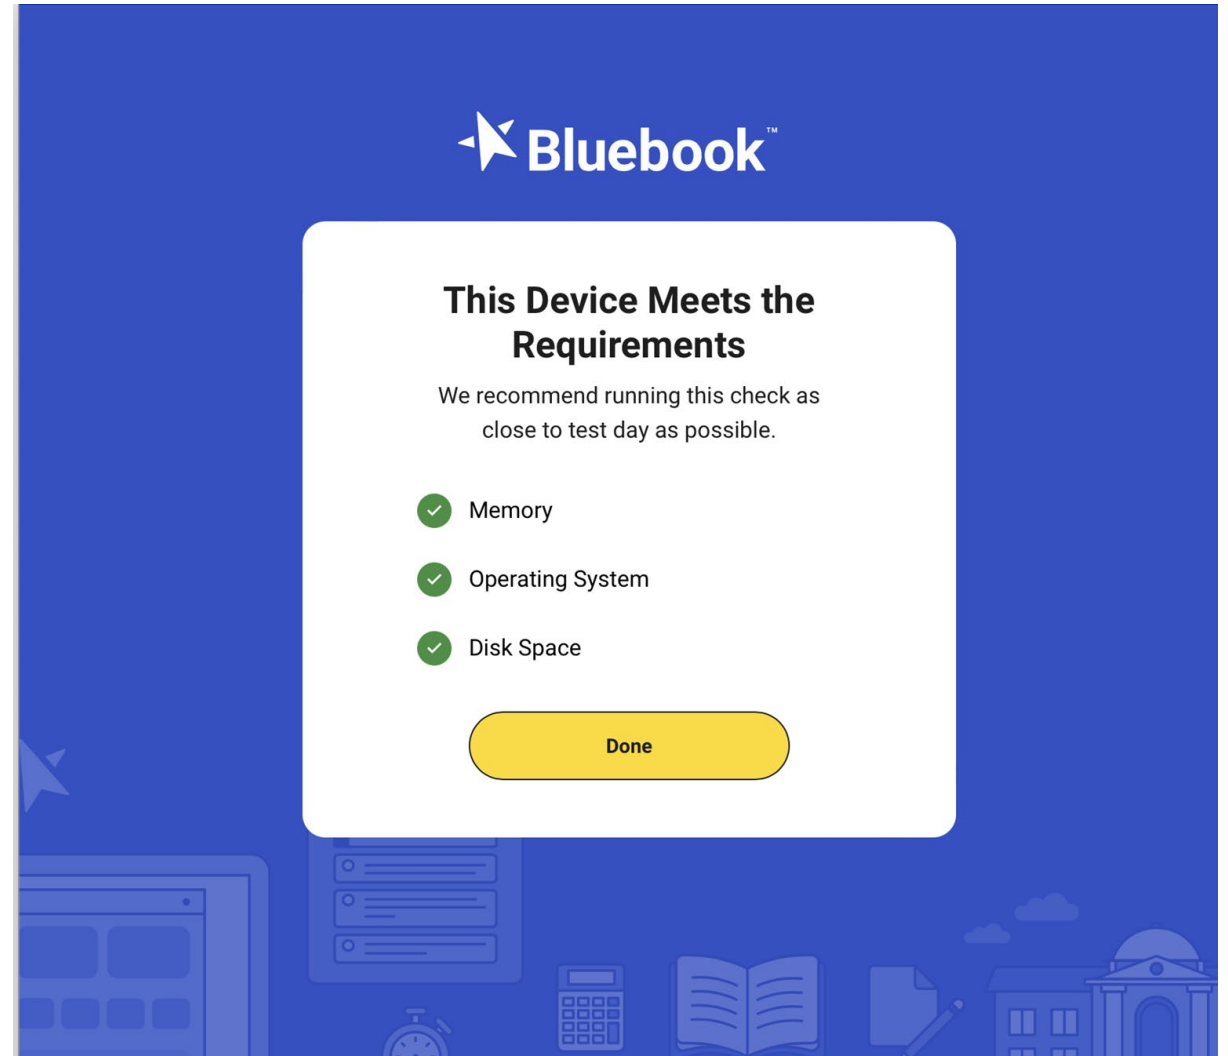 Bluebook™
This Device Meets the
Requirements
We recommend running this check as
close to test day as possible.
Memory
Operating System
Disk Space
Done